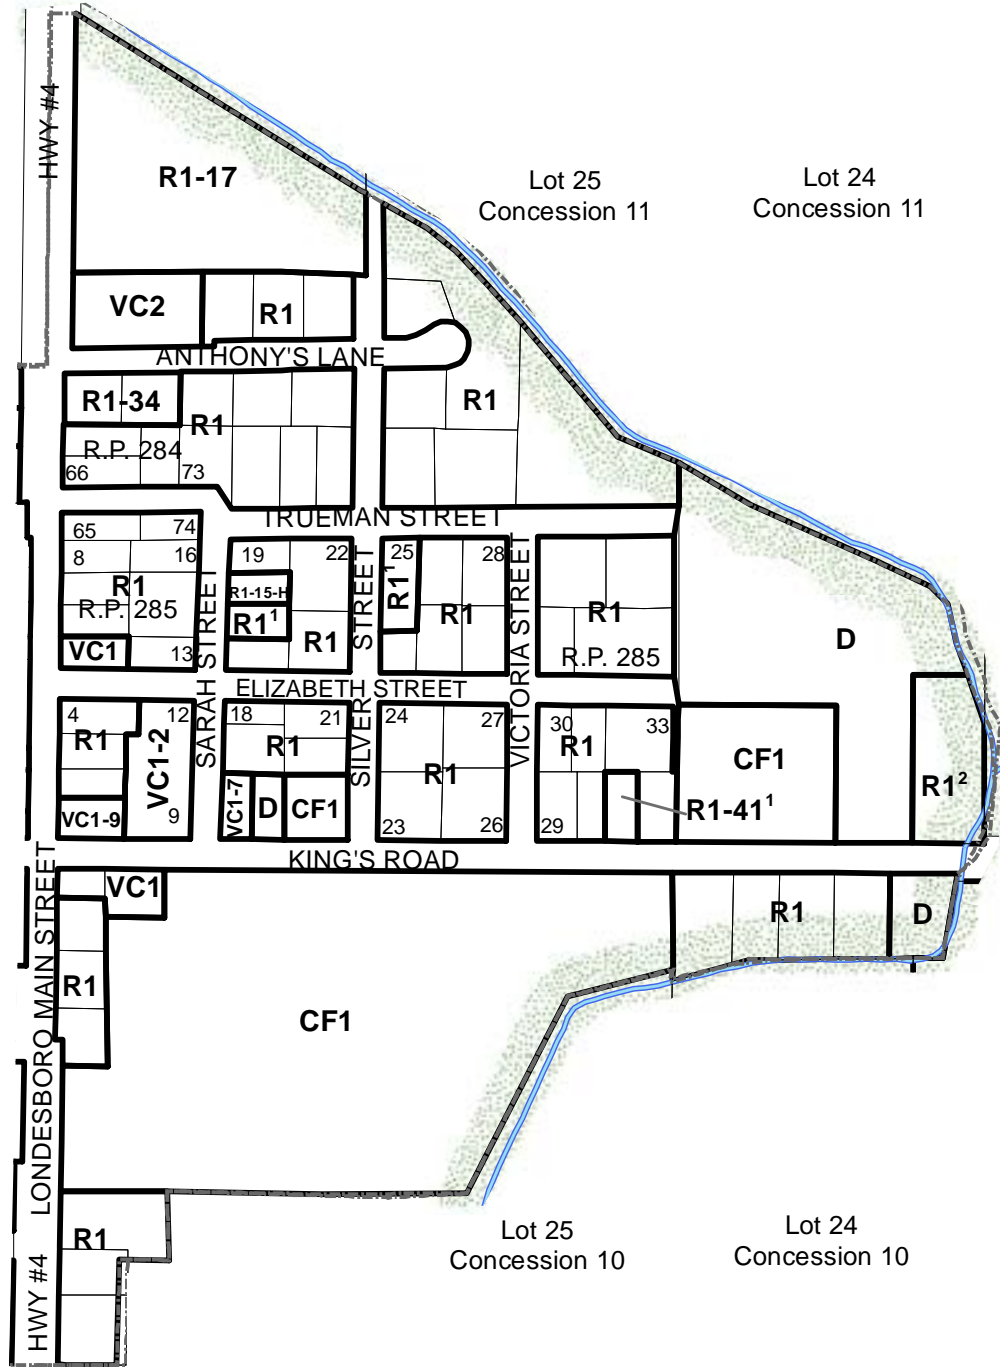 HWY #4
R1-17
Lot 25
Concession 11
Lot 24
Concession 11
VC2
R1
ANTHONY'S LANE
R1-34
R1
R1
R.P. 284
66
73
TRUEMAN STREET
65
74
8
16
R1
R.P. 285
VC1
13
SARAH STREET
19
22
R1-15-H
R1¹
R1
SILVER STREET
25
28
R1¹
R1
VICTORIA STREET
R1
R.P. 285
D
ELIZABETH STREET
4
12
R1
VC1-2
VC1-9
9
18
21
R1
VC1-7
D
CF1
24
27
R1
23
26
30
33
R1
29
R1-41¹
CF1
R1²
KING'S ROAD
LONDESBORO MAIN STREET
VC1
R1
CF1
R1
D
R1
HWY #4
Lot 25
Concession 10
Lot 24
Concession 10